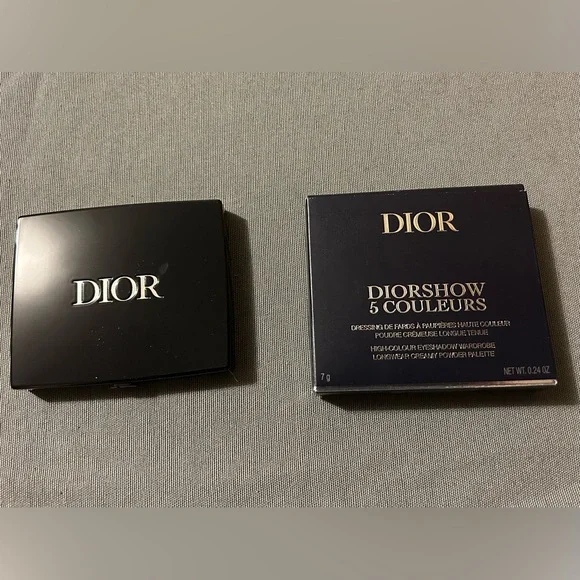 DIOR
DIOR
DIORSHOW
5 COULEURS
DRESSING DE FARDS À PAUPIÈRES HAUTE COULEUR
POUDRE CRÉMEUSE LONGUE TENUE
HIGH-COLOUR EYESHADOW WARDROBE
LONGWEAR CREAMY POWDER PALETTE
7 g NET WT. 0.24 OZ